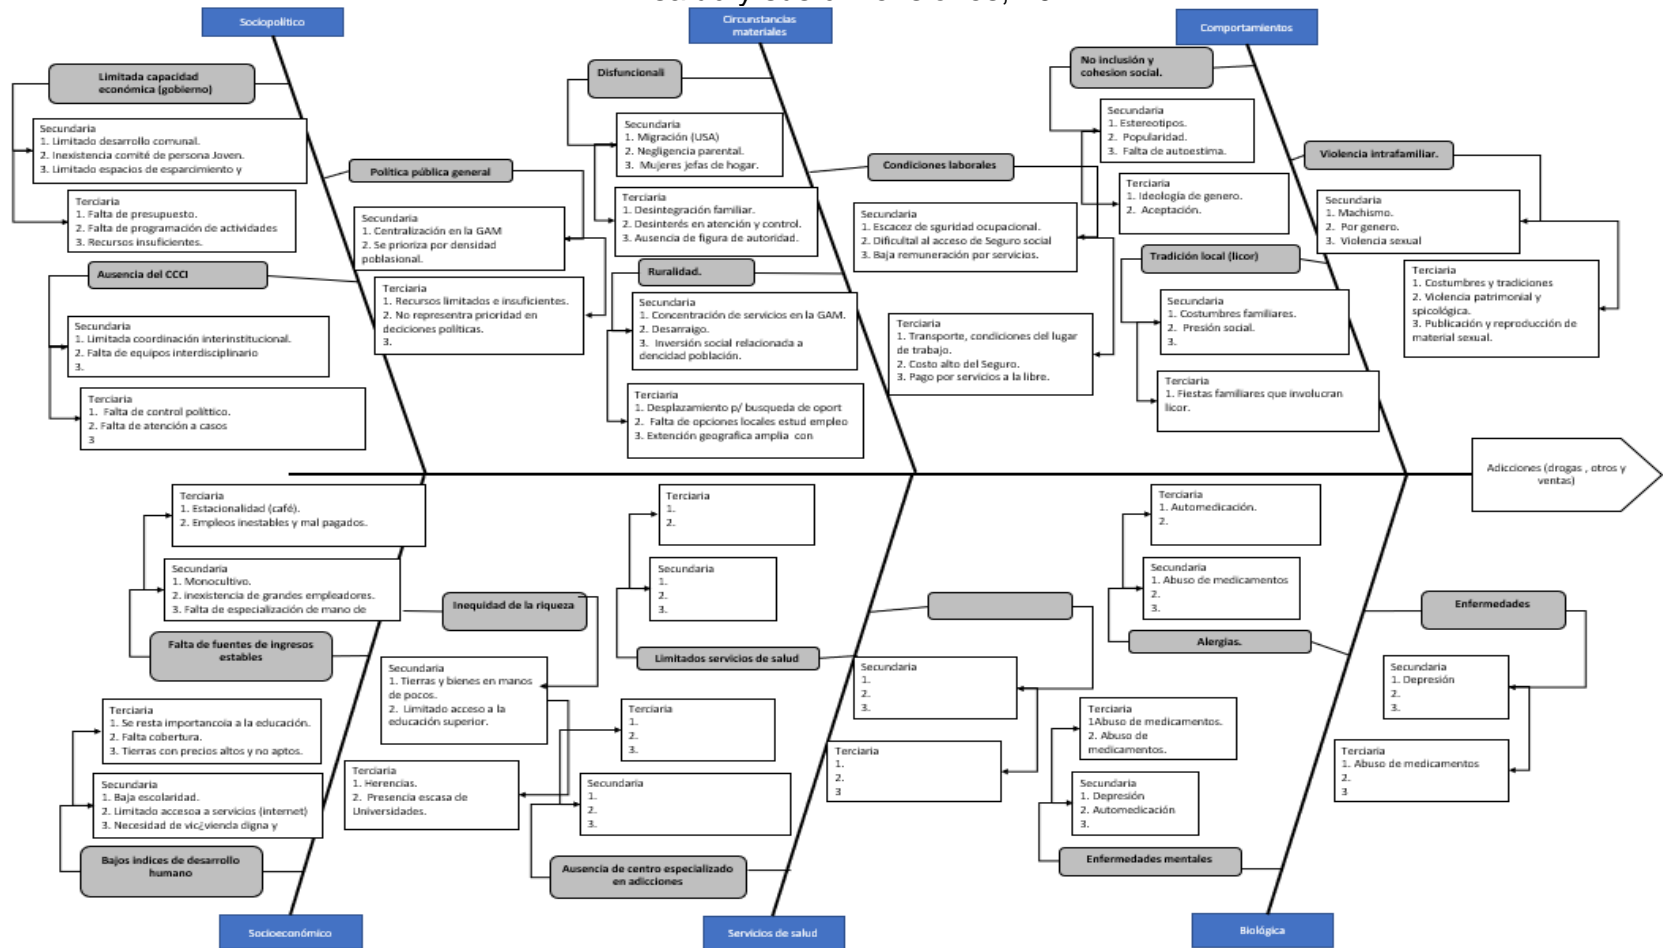 Sociopolítico
Circunstancias
materiales
Comportamientos
Limitada capacidad
económica (gobierno)
Secundaria
1. Limitado desarrollo comunal.
2. Inexistencia comité de persona Joven.
3. Limitado espacios de esparcimiento y
Terciaria
1. Falta de presupuesto.
2. Falta de programación de actividades
3. Recursos insuficientes.
Ausencia del CCCI
Secundaria
1. Limitada coordinación interinstitucional.
2. Falta de equipos interdisciplinario
3.
Terciaria
1. Falta de control polittico.
2. Falta de atención a casos
3
Política pública general
Secundaria
1. Centralización en la GAM
2. Se prioriza por densidad
poblasional.
Terciaria
1. Recursos limitados e insuficientes.
2. No representra prioridad en
deciciones políticas.
3.
Disfuncionali
Secundaria
1. Migración (USA)
2. Negligencia parental.
3. Mujeres jefas de hogar.
Terciaria
1. Desintegración familiar.
2. Desinterés en atención y control.
3. Ausencia de figura de autoridad.
Ruralidad.
Secundaria
1. Concentración de servicios en la GAM.
2. Desarraigo.
3. Inversión social relacionada a
dencidad población.
Terciaria
1. Desplazamiento p/ busqueda de oport
2. Falta de opciones locales estud empleo
3. Extención geografica amplia con
Condiciones laborales
Secundaria
1. Escacez de sguridad ocupacional.
2. Dificultal al acceso de Seguro social
3. Baja remuneración por servicios.
Terciaria
1. Transporte, condiciones del lugar
de trabajo.
2. Costo alto del Seguro.
3. Pago por servicios a la libre.
No inclusión y
cohesion social.
Secundaria
1. Estereotipos.
2. Popularidad.
3. Falta de autoestima.
Terciaria
1. Ideología de genero.
2. Aceptación.
Tradición local (licor)
Secundaria
1. Costumbres familiares.
2. Presión social.
3.
Terciaria
1. Fiestas familiares que involucran
licor.
Violencia intrafamiliar.
Secundaria
1. Machismo.
2. Por genero.
3. Violencia sexual
Terciaria
1. Costumbres y tradiciones
2. Violencia patrimonial y
spicológica.
3. Publicación y reproducción de
material sexual.
Adicciones (drogas , otros y
ventas)
Terciaria
1. Estacionalidad (café).
2. Empleos inestables y mal pagados.
Secundaria
1. Monocultivo.
2. inexistencia de grandes empleadores.
3. Falta de especialización de mano de
Falta de fuentes de ingresos
estables
Terciaria
1. Se resta importancoia a la educación.
2. Falta cobertura.
3. Tierras con precios altos y no aptos.
Secundaria
1. Baja escolaridad.
2. Limitado accesoa a servicios (internet)
3. Necesidad de vic¿vienda digna y
Bajos indices de desarrollo
humano
Inequidad de la riqueza
Secundaria
1. Tierras y bienes en manos
de pocos.
2. Limitado acceso a la
educación superior.
Terciaria
1. Herencias.
2. Presencia escasa de
Universidades.
Terciaria
1.
2.
Secundaria
1.
2.
3.
Limitados servicios de salud
Terciaria
1.
2.
3.
Secundaria
1.
2.
3.
Ausencia de centro especializado
en adicciones
Secundaria
1.
2.
3.
Terciaria
1.
2.
3
Terciaria
1. Automedicación.
2.
Secundaria
1. Abuso de medicamentos
2.
3.
Alergias.
Terciaria
1Abuso de medicamentos.
2. Abuso de
medicamentos.
Secundaria
1. Depresión
2. Automedicación
3.
Enfermedades mentales
Enfermedades
Secundaria
1. Depresión
2.
3.
Terciaria
1. Abuso de medicamentos
2.
3
Socioeconómico
Servicios de salud
Biológica